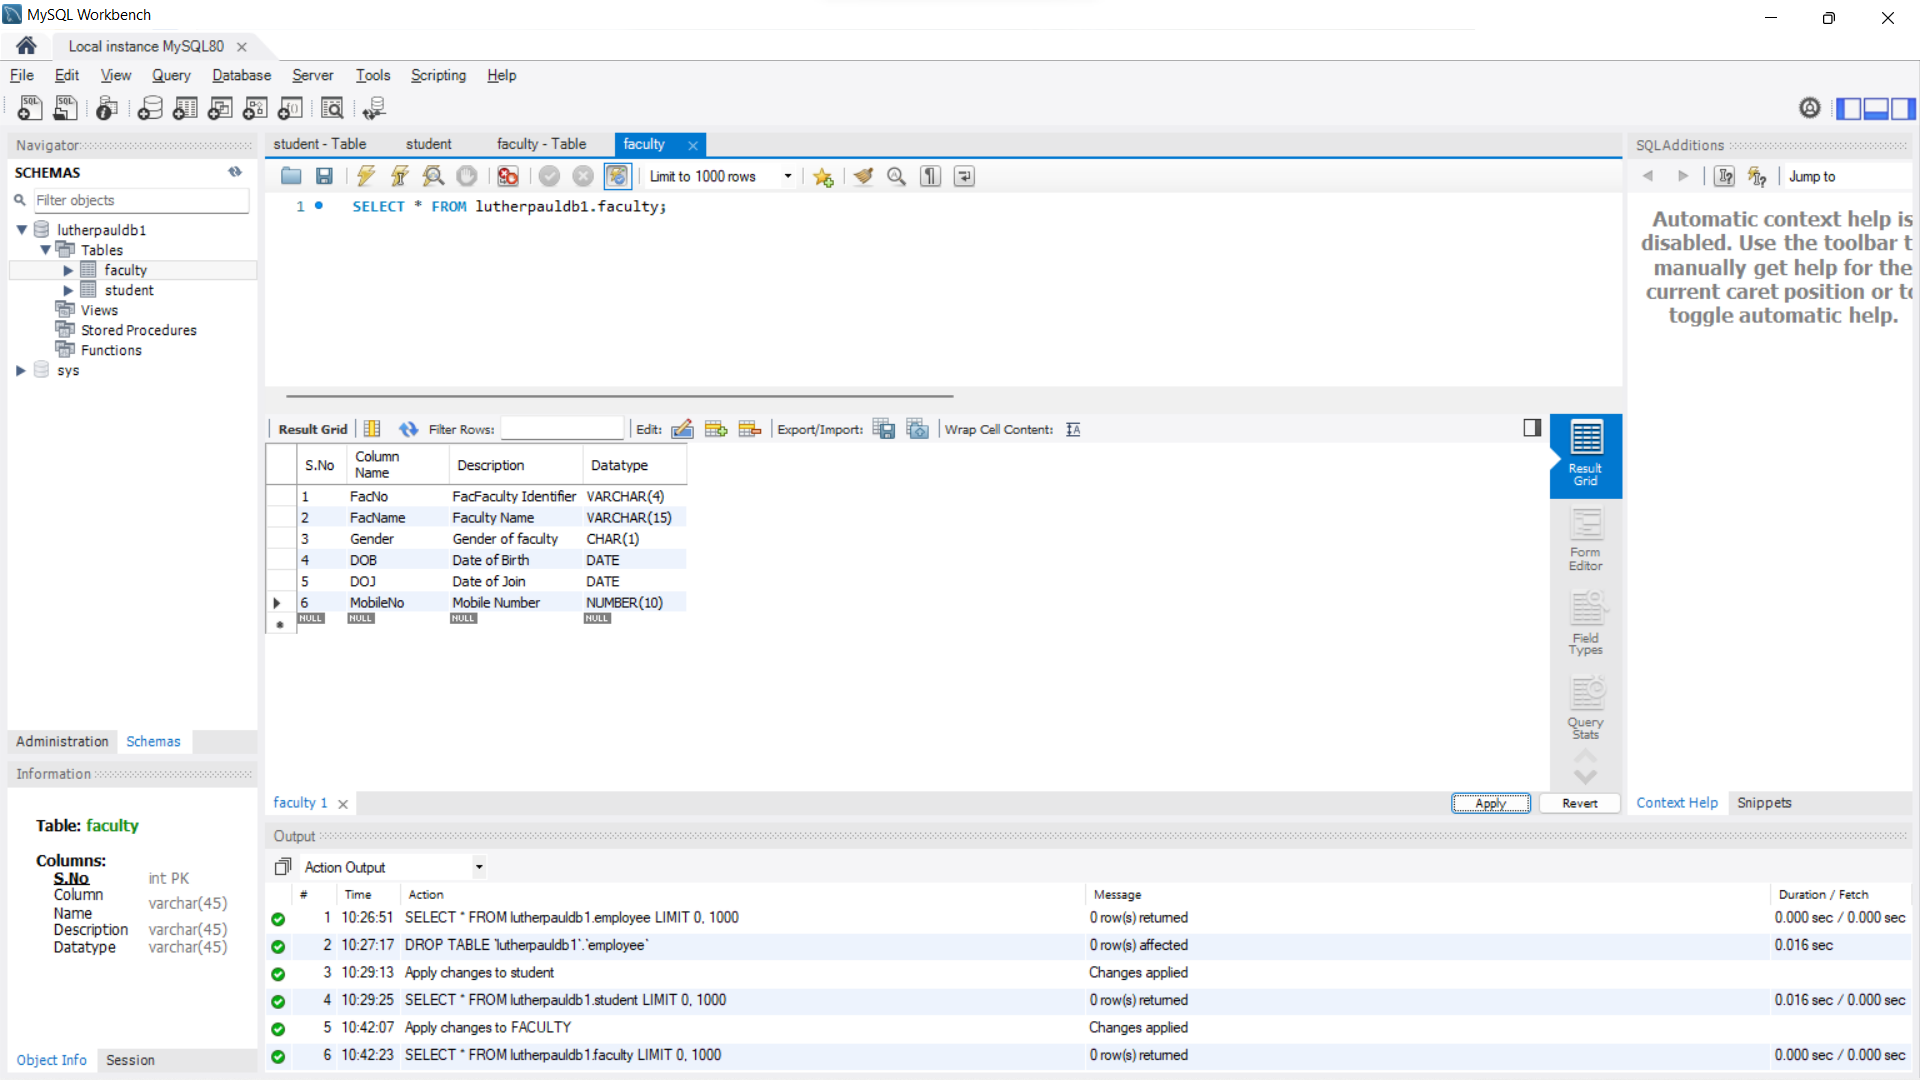 MySQL Workbench
Local instance MySQL80
File Edit View Query Database Server Tools Scripting Help
Navigator
SCHEMAS
Filter objects
lutherpauldb1
Tables
faculty
student
Views
Stored Procedures
Functions
sys
Administration Schemas
Information
Table: faculty
Columns:
S.No int PK
Column Name varchar(45)
Description varchar(45)
Datatype varchar(45)
Object Info Session
student - Table student faculty - Table faculty
Limit to 1000 rows
1 SELECT * FROM lutherpauldb1.faculty;
Result Grid Filter Rows: Edit: Export/Import: Wrap Cell Content:
S.No Column Name Description Datatype
1 FacNo FacFaculty Identifier VARCHAR(4)
2 FacName Faculty Name VARCHAR(15)
3 Gender Gender of faculty CHAR(1)
4 DOB Date of Birth DATE
5 DOJ Date of Join DATE
6 MobileNo Mobile Number NUMBER(10)
NULL NULL NULL NULL
Result Grid
Form Editor
Field Types
Query Stats
faculty 1
Apply Revert
SQLAdditions
Jump to
Automatic context help is
disabled. Use the toolbar t
manually get help for the
current caret position or to
toggle automatic help.
Context Help Snippets
Output
Action Output
# Time Action Message Duration / Fetch
1 10:26:51 SELECT * FROM lutherpauldb1.employee LIMIT 0, 1000 0 row(s) returned 0.000 sec / 0.000 sec
2 10:27:17 DROP TABLE `lutherpauldb1`.`employee` 0 row(s) affected 0.016 sec
3 10:29:13 Apply changes to student Changes applied
4 10:29:25 SELECT * FROM lutherpauldb1.student LIMIT 0, 1000 0 row(s) returned 0.016 sec / 0.000 sec
5 10:42:07 Apply changes to FACULTY Changes applied
6 10:42:23 SELECT * FROM lutherpauldb1.faculty LIMIT 0, 1000 0 row(s) returned 0.000 sec / 0.000 sec